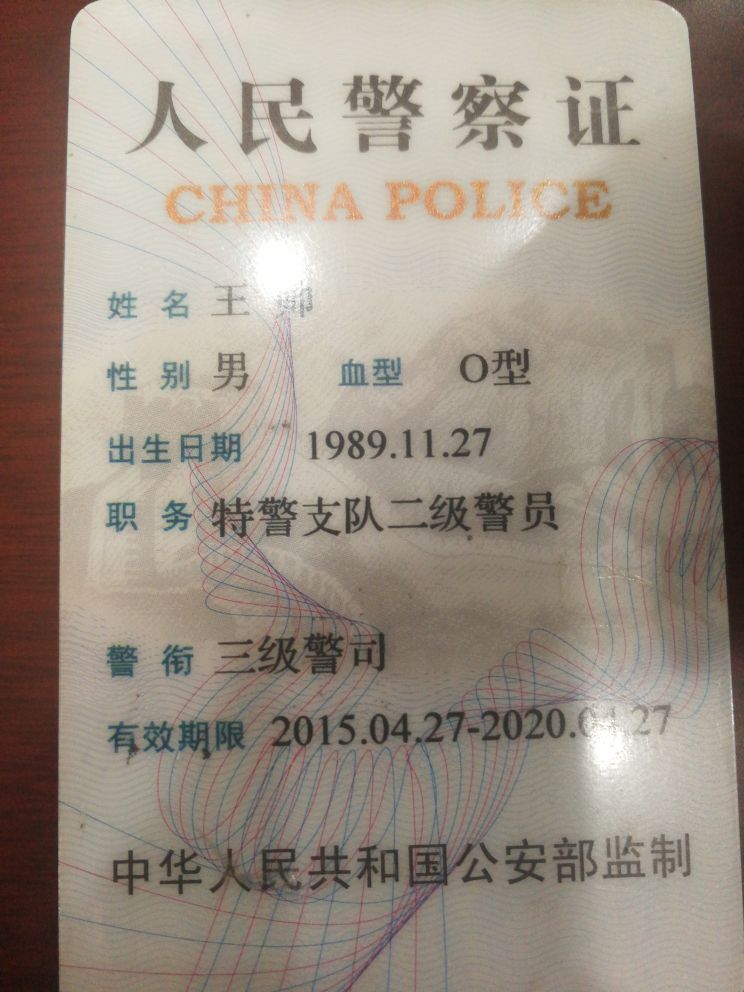 人民警察证
CHINA POLICE
姓名 王
性别 男 血型 O型
出生日期 1989.11.27
职务 特警支队二级警员
警衔 三级警司
有效期限 2015.04.27-2020.04.27
中华人民共和国公安部监制